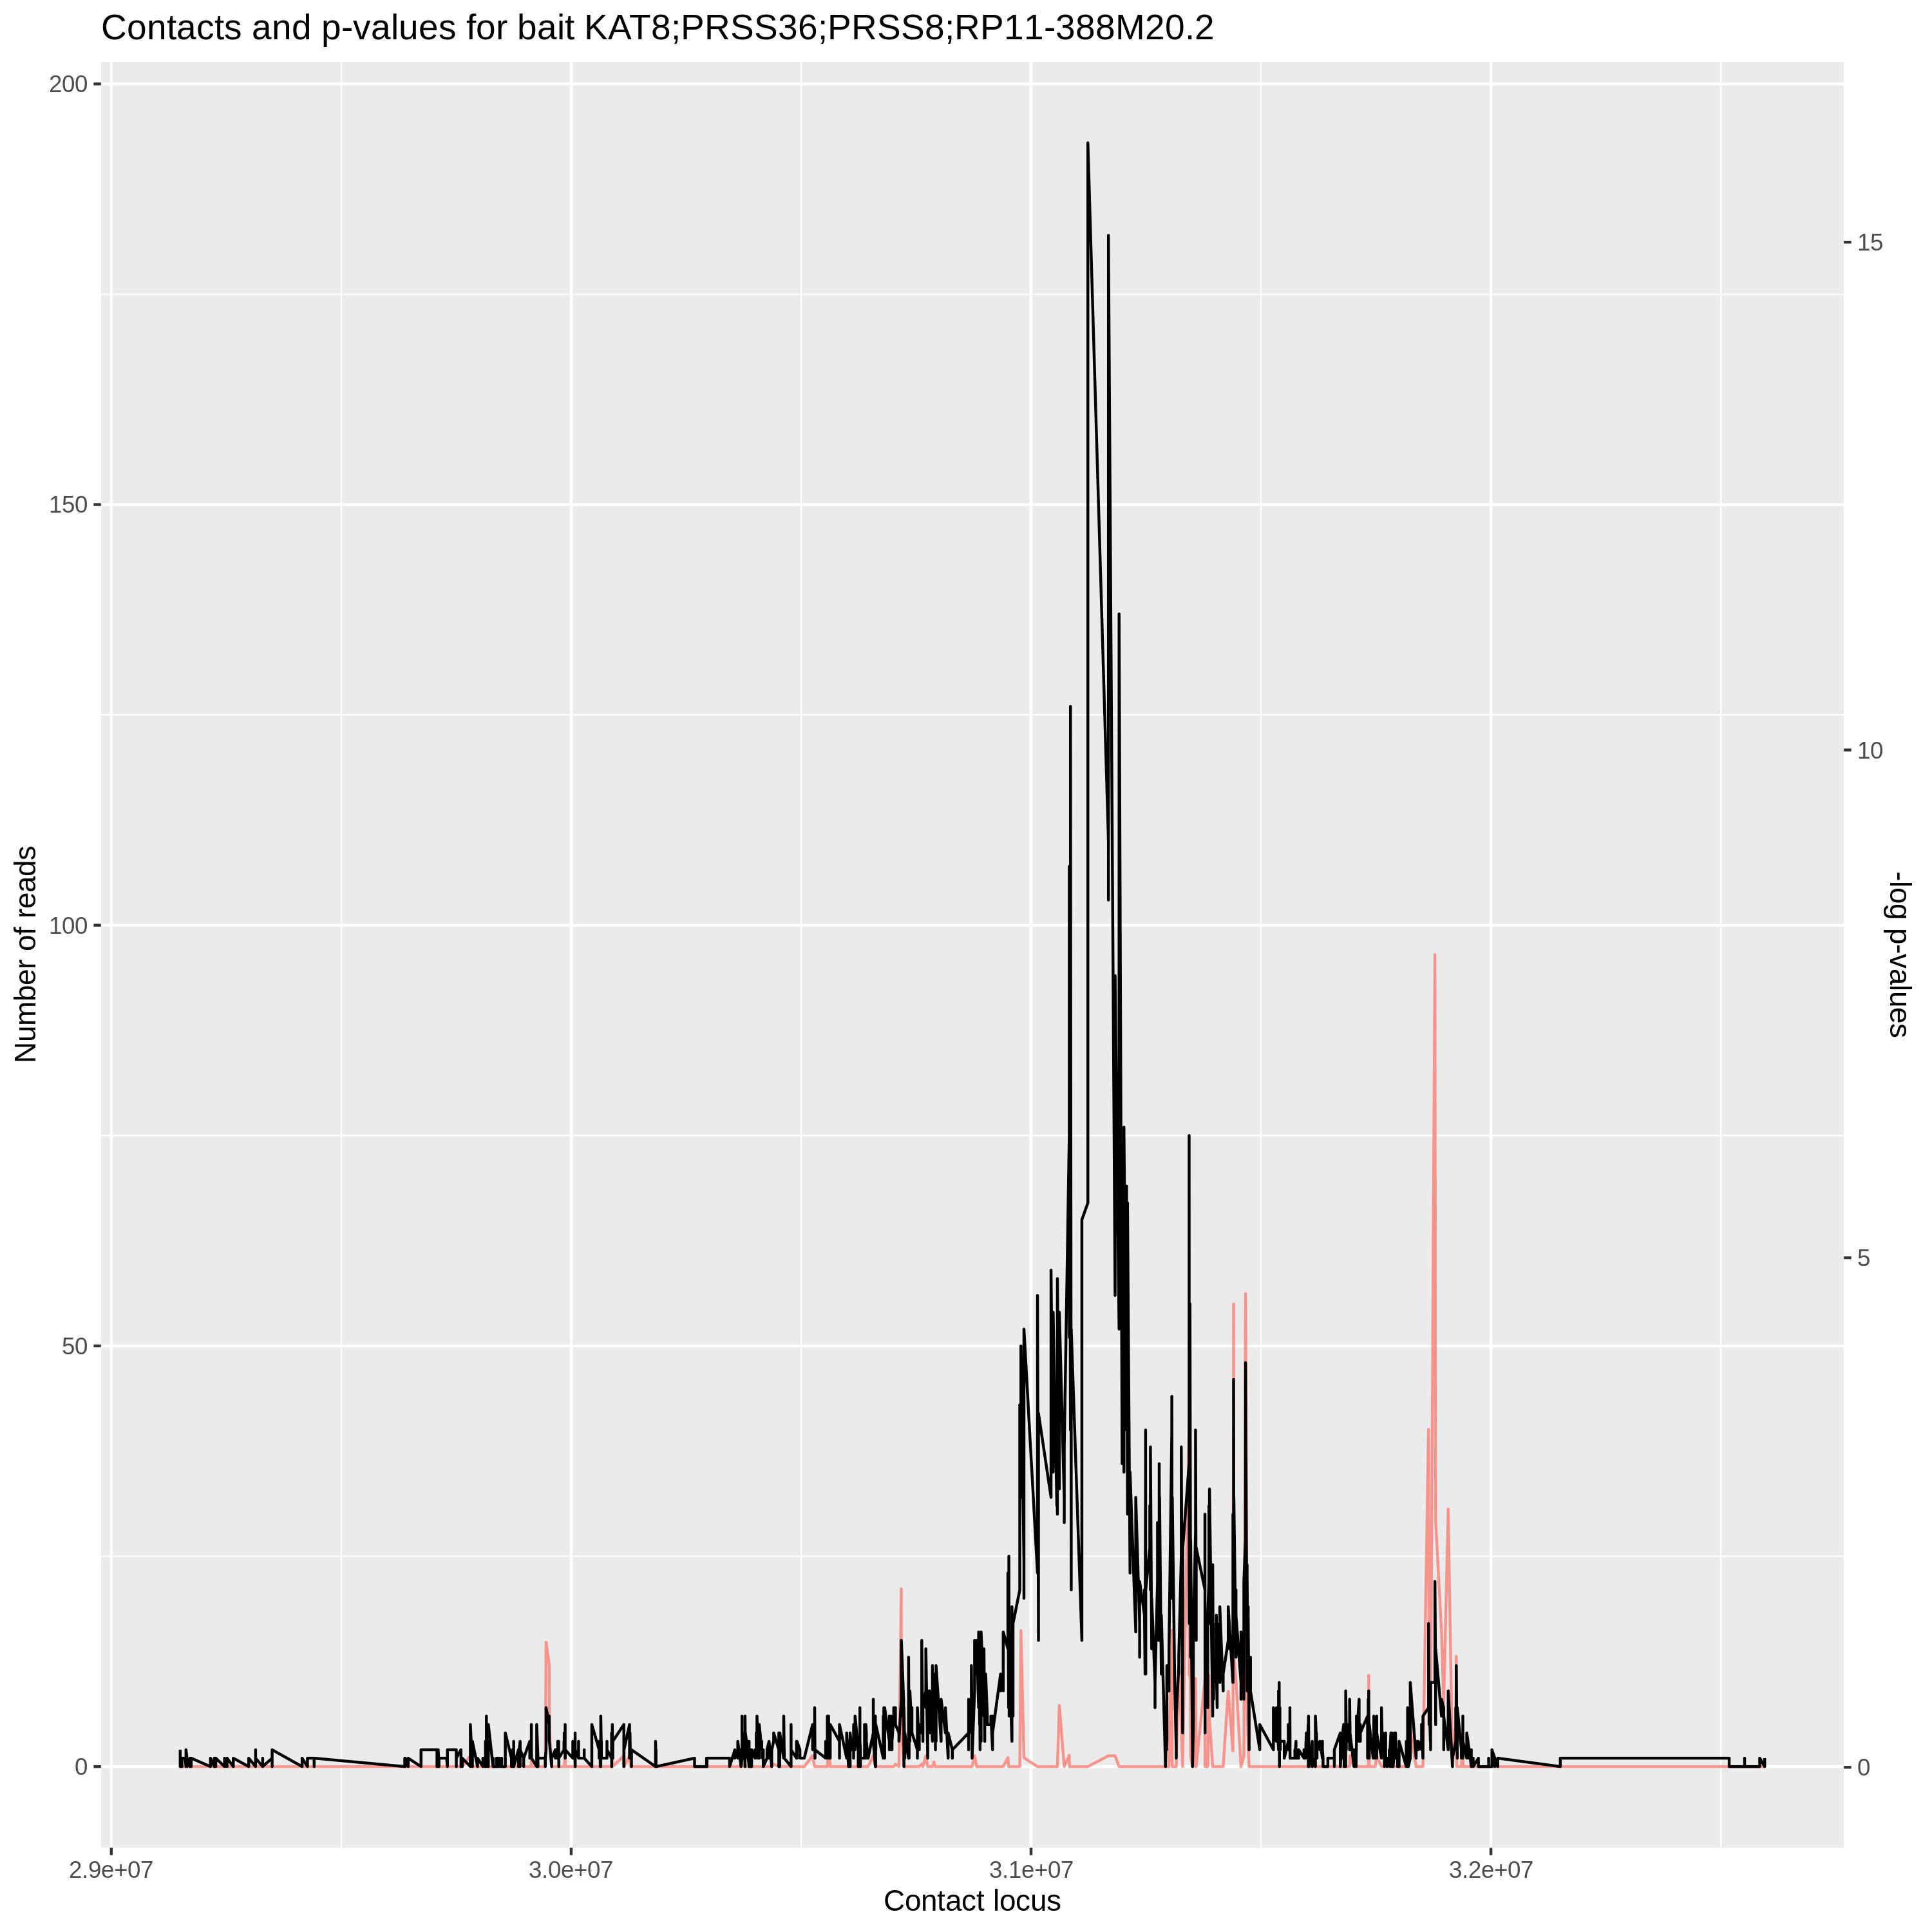 Contacts and p-values for bait KAT8;PRSS36;PRSS8;RP11-388M20.2
200
150
100
50
0
Number of reads
15
10
5
0
-log p-values
2.9e+07 3.0e+07 3.1e+07 3.2e+07
Contact locus